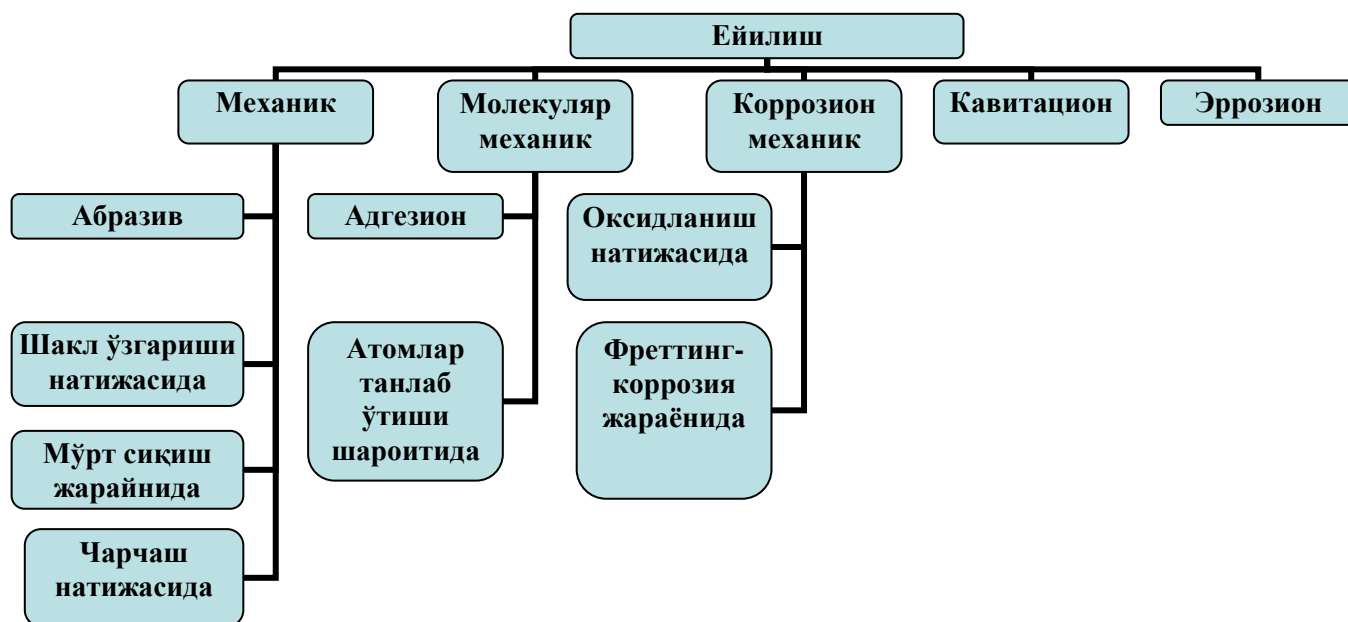 Ейилиш
Механик
Молекуляр
механик
Коррозион
механик
Кавитацион
Эррозион
Абразив
Адгезион
Оксидланиш
натижасида
Шакл ўзгариши
натижасида
Атомлар
танлаб
ўтиши
шароитида
Фреттинг-
коррозия
жараёнида
Мўрт сиқиш
жарайнида
Чарчаш
натижасида